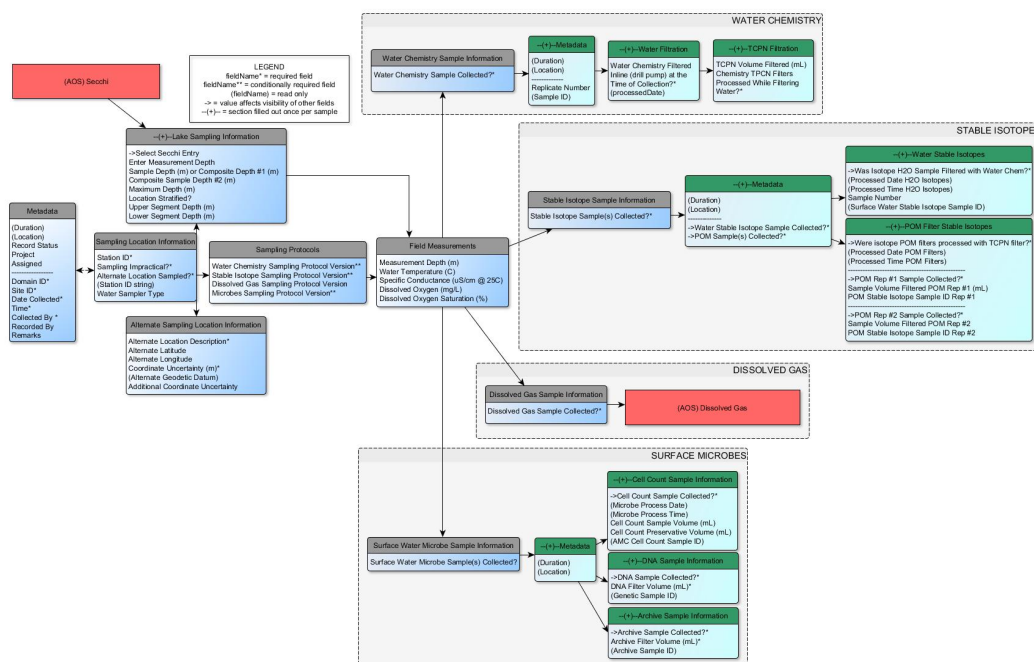 WATER CHEMISTRY
Water Chemistry Sample Information
Water Chemistry Sample Collected?*
--(+)--Metadata
(Duration)
(Location)
---------------
Replicate Number
(Sample ID)
--(+)--Water Filtration
Water Chemistry Filtered
Inline (drill pump) at the
Time of Collection?*
(processedDate)
--(+)--TCPN Filtration
TCPN Volume Filtered (mL)
Chemistry TPCN Filters
Processed While Filtering
Water?*
LEGEND
fieldName* = required field
fieldName** = conditionally required field
(fieldName) = read only
-> = value affects visibility of other fields
--(+)-- = section filled out once per sample
(AOS) Secchi
--(+)--Lake Sampling Information
->Select Secchi Entry
Enter Measurement Depth
Sample Depth (m) or Composite Depth #1 (m)
Composite Sample Depth #2 (m)
Maximum Depth (m)
Location Stratified?
Upper Segment Depth (m)
Lower Segment Depth (m)
Metadata
(Duration)
(Location)
Record Status
Project
Assigned
---------------
Domain ID*
Site ID*
Date Collected*
Time*
Collected By *
Recorded By
Remarks
Sampling Location Information
Station ID*
Sampling Impractical?*
Alternate Location Sampled?*
(Station ID string)
Water Sampler Type
Sampling Protocols
Water Chemistry Sampling Protocol Version**
Stable Isotope Sampling Protocol Version**
Dissolved Gas Sampling Protocol Version
Microbes Sampling Protocol Version**
Alternate Sampling Location Information
Alternate Location Description*
Alternate Latitude
Alternate Longitude
Coordinate Uncertainty (m)*
(Alternate Geodetic Datum)
Additional Coordinate Uncertainty
Field Measurements
Measurement Depth (m)
Water Temperature (C)
Specific Conductance (uS/cm @ 25C)
Dissolved Oxygen (mg/L)
Dissolved Oxygen Saturation (%)
STABLE ISOTOPE
Stable Isotope Sample Information
Stable Isotope Sample(s) Collected?*
--(+)--Metadata
(Duration)
(Location)
---------------
->Water Stable Isotope Sample Collected?*
->POM Sample(s) Collected?*
--(+)--Water Stable Isotopes
->Was Isotope H2O Sample Filtered with Water Chem?*
(Processed Date H2O Isotopes)
(Processed Time H2O Isotopes)
Sample Number
(Surface Water Stable Isotope Sample ID)
--(+)--POM Filter Stable Isotopes
->Were isotope POM filters processed with TCPN filter?*
(Processed Date POM Filters)
(Processed Time POM Filters)
--------------------------------------------
->POM Rep #1 Sample Collected?*
Sample Volume Filtered POM Rep #1 (mL)
POM Stable Isotope Sample ID Rep #1
--------------------------------------------
->POM Rep #2 Sample Collected?*
Sample Volume Filtered POM Rep #2
POM Stable Isotope Sample ID Rep #2
DISSOLVED GAS
Dissolved Gas Sample Information
Dissolved Gas Sample Collected?*
(AOS) Dissolved Gas
SURFACE MICROBES
Surface Water Microbe Sample Information
Surface Water Microbe Sample(s) Collected?
--(+)--Metadata
(Duration)
(Location)
--(+)--Cell Count Sample Information
->Cell Count Sample Collected?*
(Microbe Process Date)
(Microbe Process Time)
Cell Count Sample Volume (mL)
Cell Count Preservative Volume (mL)
(AMC Cell Count Sample ID)
--(+)--DNA Sample Information
->DNA Sample Collected?*
DNA Filter Volume (mL)*
(Genetic Sample ID)
--(+)--Archive Sample Information
->Archive Sample Collected?*
Archive Filter Volume (mL)*
(Archive Sample ID)